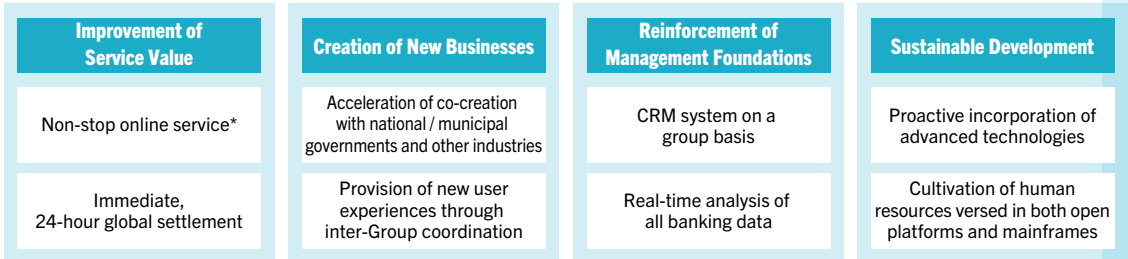 Improvement of
Service Value
Non-stop online service*
Immediate,
24-hour global settlement
Creation of New Businesses
Acceleration of co-creation
with national / municipal
governments and other industries
Provision of new user
experiences through
inter-Group coordination
Reinforcement of
Management Foundations
CRM system on a
group basis
Real-time analysis of
all banking data
Sustainable Development
Proactive incorporation of
advanced technologies
Cultivation of human
resources versed in both open
platforms and mainframes